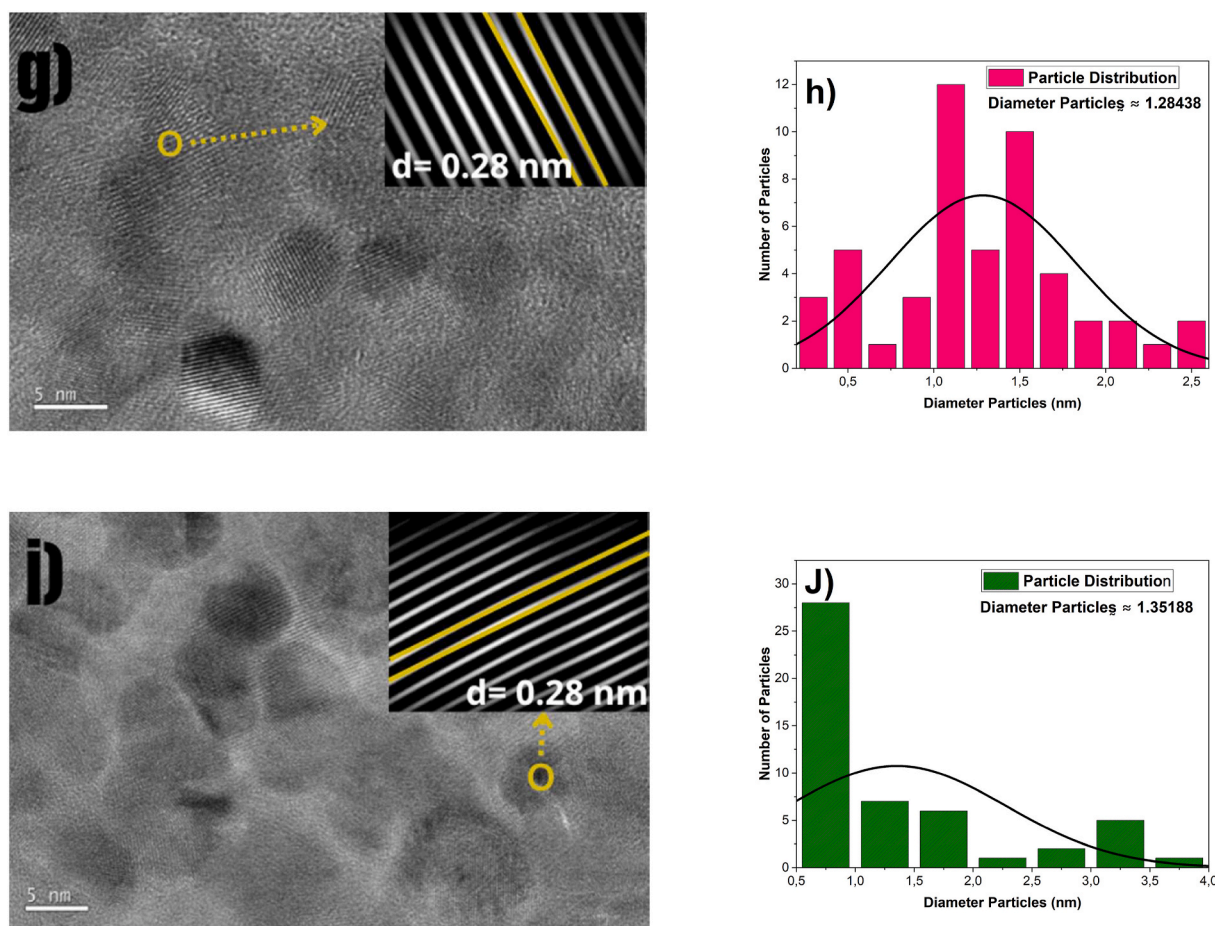 g)
d= 0.28 nm
5 nm
h)
Particle Distribution
Diameter Particles ≈ 1.28438
Number of Particles
12
10
8
6
4
2
0
0,5 1,0 1,5 2,0 2,5
Diameter Particles (nm)
i)
d= 0.28 nm
5 nm
J)
Particle Distribution
Diameter Particles ≈ 1.35188
Number of Particles
30
25
20
15
10
5
0
0,5 1,0 1,5 2,0 2,5 3,0 3,5 4,0
Diameter Particles (nm)